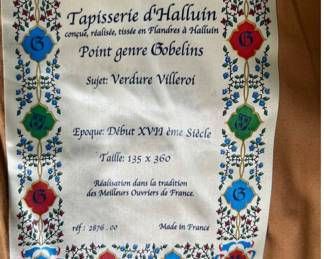 Tapisserie d'Halluin
conçue, réalisée, tissée en Flandres à Halluin
Point genre Gobelins
Sujet: Verdure Villeroi
Epoque: Début XVII ème Siècle
Taille: 135 x 360
Réalisation dans la tradition
des Meilleurs Ouvriers de France.
réf : 2876 . 00 Made in France
G G
G G